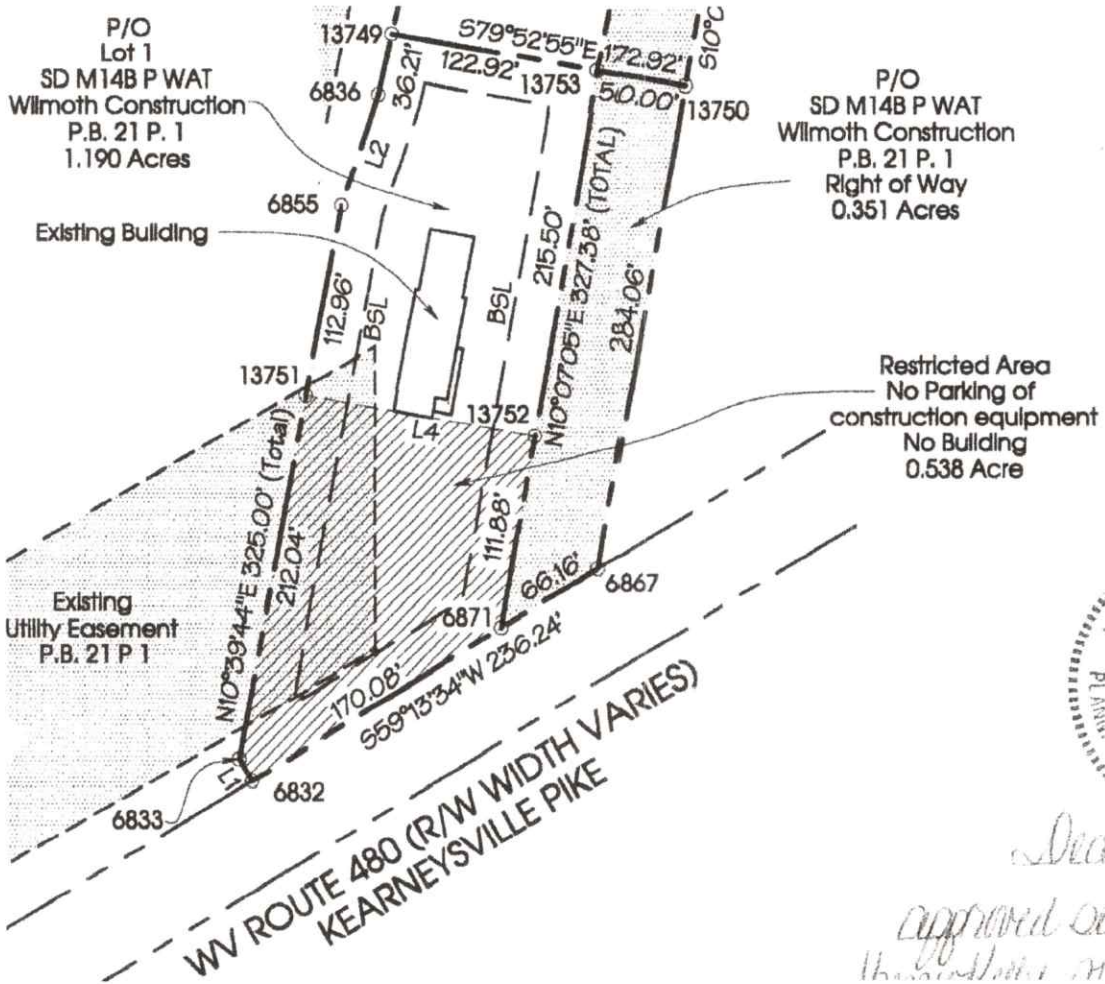 P/O
Lot 1
SD M14B P WAT
Wilmoth Construction
P.B. 21 P. 1
1.190 Acres
13749
S79°52'55"E 172.92'
122.92'
13753
50.00'
13750
36.21'
6836
L2
6855
Existing Building
112.96'
BSL
BSL
215.50'
N10°07'05"E 327.38' (TOTAL)
284.06'
P/O
SD M14B P WAT
Wilmoth Construction
P.B. 21 P. 1
Right of Way
0.351 Acres
13751
13752
L4
Restricted Area
No Parking of
construction equipment
No Building
0.538 Acre
N10°39'44"E 325.00' (Total)
212.04'
111.88'
66.16'
6867
6871
Existing
Utility Easement
P.B. 21 P 1
170.08'
S59°13'34"W 236.24'
L1
6833
6832
WV ROUTE 480 (R/W WIDTH VARIES)
KEARNEYSVILLE PIKE
approved